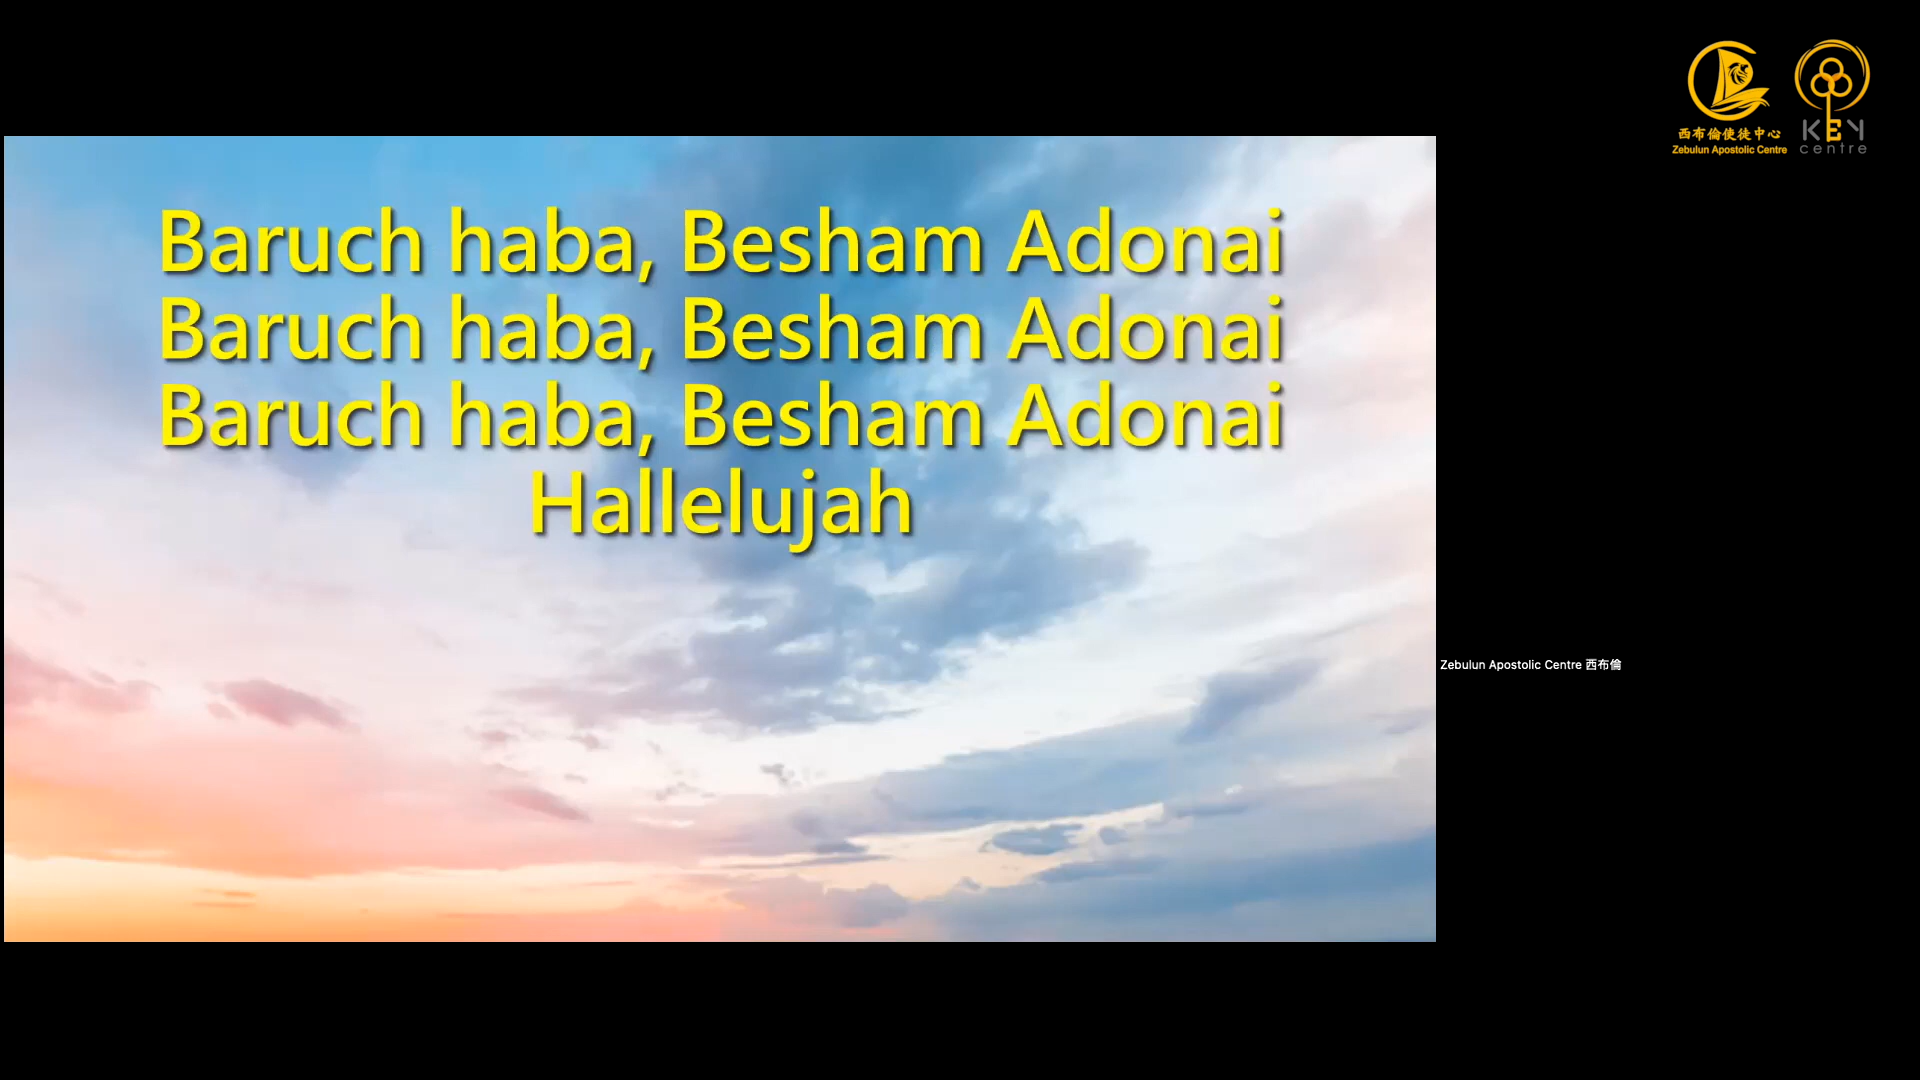 西布倫使徒中心
Zebulun Apostolic Centre
KEY
centre
Baruch haba, Besham Adonai
Baruch haba, Besham Adonai
Baruch haba, Besham Adonai
Hallelujah
Zebulun Apostolic Centre 西布倫